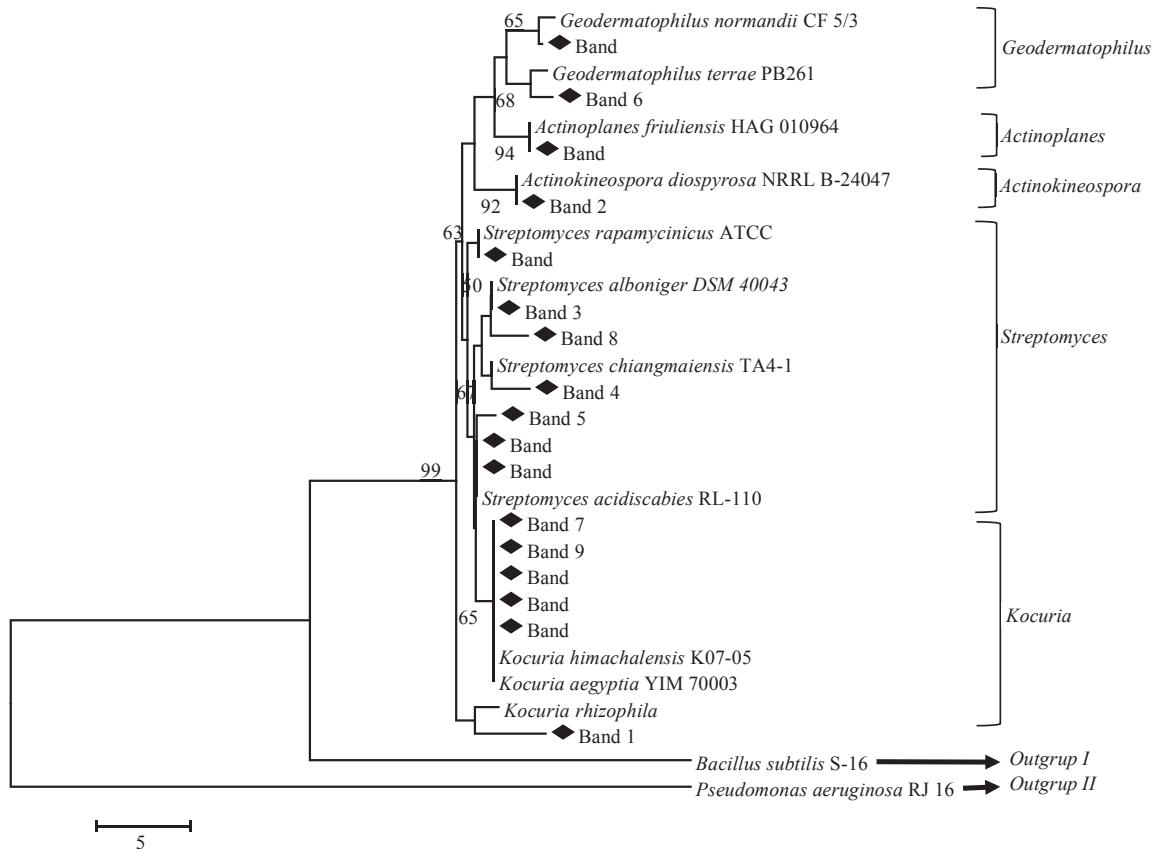 65
Geodermatophilus normandii CF 5/3
Band
Geodermatophilus
Geodermatophilus terrae PB261
Band 6
68
Actinoplanes friuliensis HAG 010964
Actinoplanes
94
Band
Actinokineospora diospyrosa NRRL B-24047
Actinokineospora
92
Band 2
63
Streptomyces rapamycinicus ATCC
Band
50
Streptomyces alboniger DSM 40043
Band 3
Streptomyces
Band 8
Streptomyces chiangmaiensis TA4-1
67
Band 4
Band 5
Band
Band
99
Streptomyces acidiscabies RL-110
Band 7
Band 9
Band
Band
65
Band
Kocuria
Kocuria himachalensis K07-05
Kocuria aegyptia YIM 70003
Kocuria rhizophila
Band 1
Bacillus subtilis S-16
Outgrup I
Pseudomonas aeruginosa RJ 16
Outgrup II
5